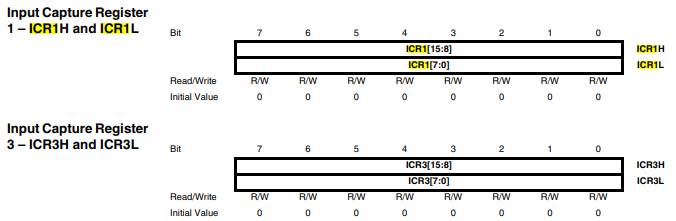 Input Capture Register
1 – ICR1H and ICR1L
Bit 7 6 5 4 3 2 1 0
ICR1[15:8] ICR1H
ICR1[7:0] ICR1L
Read/Write R/W R/W R/W R/W R/W R/W R/W R/W
Initial Value 0 0 0 0 0 0 0 0
Input Capture Register
3 – ICR3H and ICR3L
Bit 7 6 5 4 3 2 1 0
ICR3[15:8] ICR3H
ICR3[7:0] ICR3L
Read/Write R/W R/W R/W R/W R/W R/W R/W R/W
Initial Value 0 0 0 0 0 0 0 0